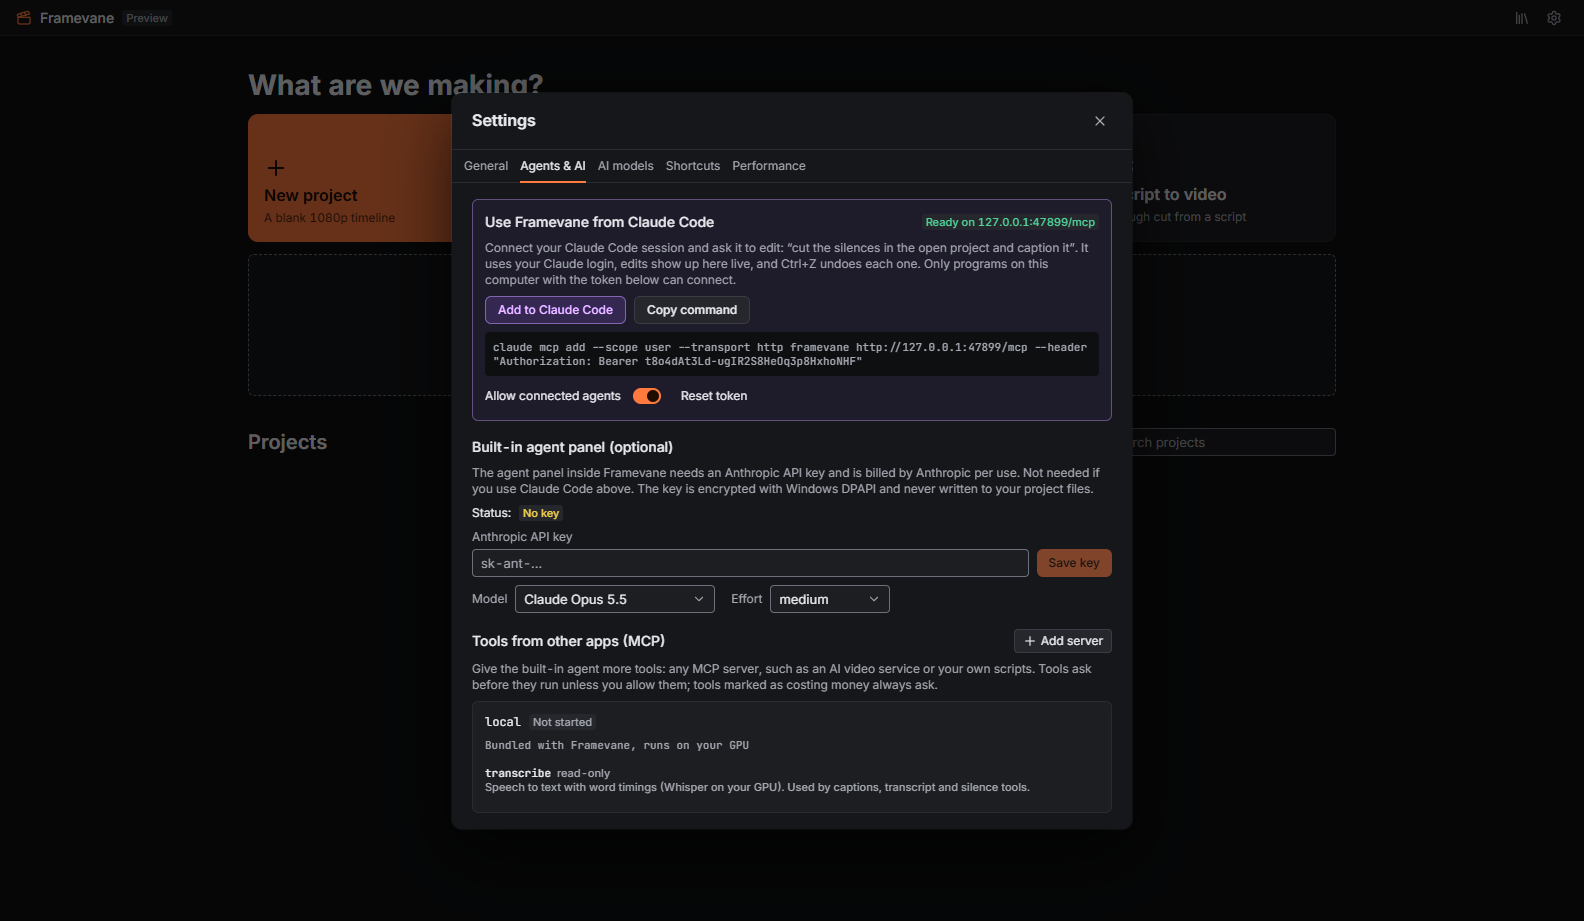 Framevane Preview
What are we making?
New project
A blank 1080p timeline
ript to video
gh cut from a script
Projects
rch projects
Settings
General Agents & AI AI models Shortcuts Performance
Use Framevane from Claude Code Ready on 127.0.0.1:47899/mcp
Connect your Claude Code session and ask it to edit: “cut the silences in the open project and caption it”. It
uses your Claude login, edits show up here live, and Ctrl+Z undoes each one. Only programs on this
computer with the token below can connect.
Add to Claude Code Copy command
claude mcp add --scope user --transport http framevane http://127.0.0.1:47899/mcp --header
"Authorization: Bearer t8o4dAt3Ld-ugIR2S8HeOq3p8HxhoNHF"
Allow connected agents Reset token
Built-in agent panel (optional)
The agent panel inside Framevane needs an Anthropic API key and is billed by Anthropic per use. Not needed if
you use Claude Code above. The key is encrypted with Windows DPAPI and never written to your project files.
Status: No key
Anthropic API key
sk-ant-... Save key
Model Claude Opus 5.5 Effort medium
Tools from other apps (MCP) + Add server
Give the built-in agent more tools: any MCP server, such as an AI video service or your own scripts. Tools ask
before they run unless you allow them; tools marked as costing money always ask.
local Not started
Bundled with Framevane, runs on your GPU
transcribe read-only
Speech to text with word timings (Whisper on your GPU). Used by captions, transcript and silence tools.